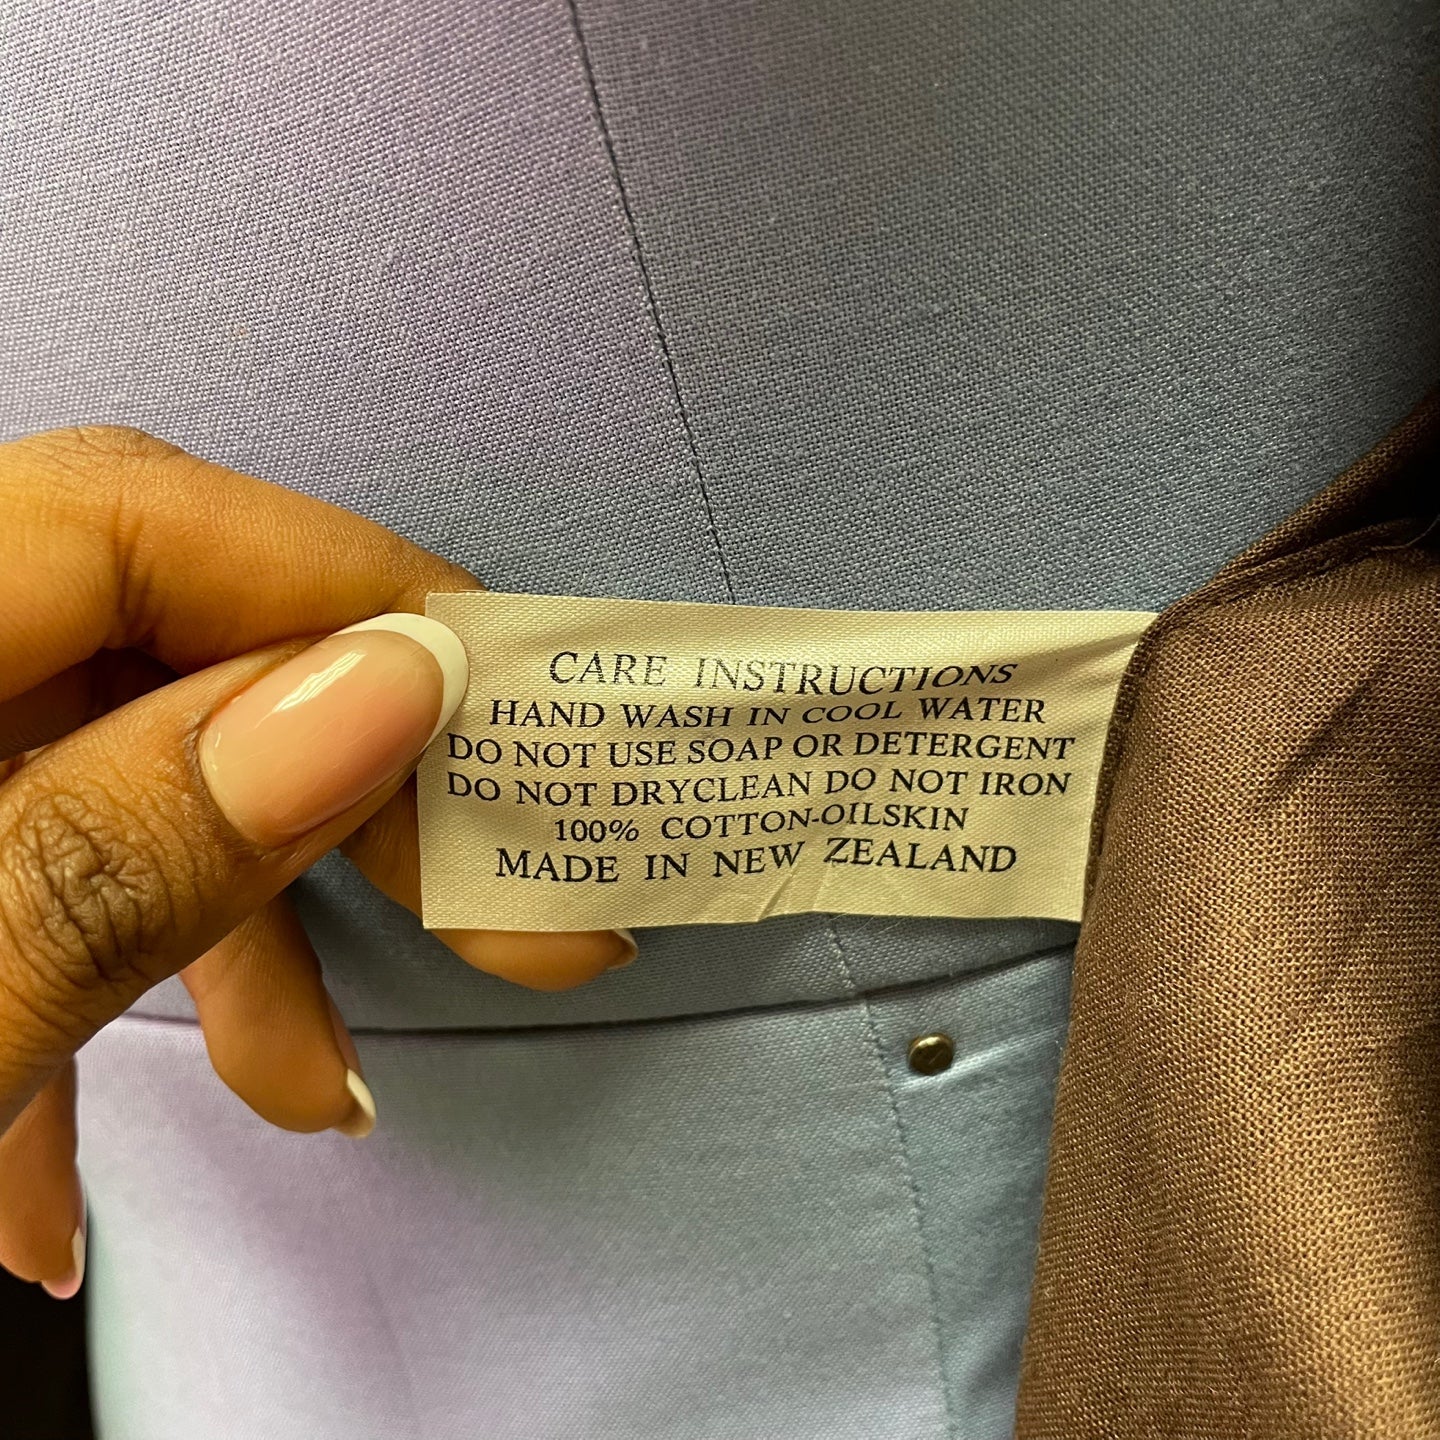 CARE INSTRUCTIONS
HAND WASH IN COOL WATER
DO NOT USE SOAP OR DETERGENT
DO NOT DRYCLEAN DO NOT IRON
100% COTTON-OILSKIN
MADE IN NEW ZEALAND